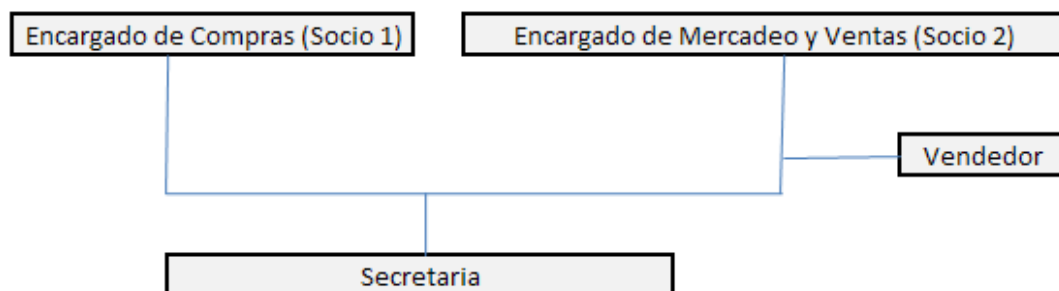 Encargado de Compras (Socio 1)
Encargado de Mercadeo y Ventas (Socio 2)
Vendedor
Secretaria